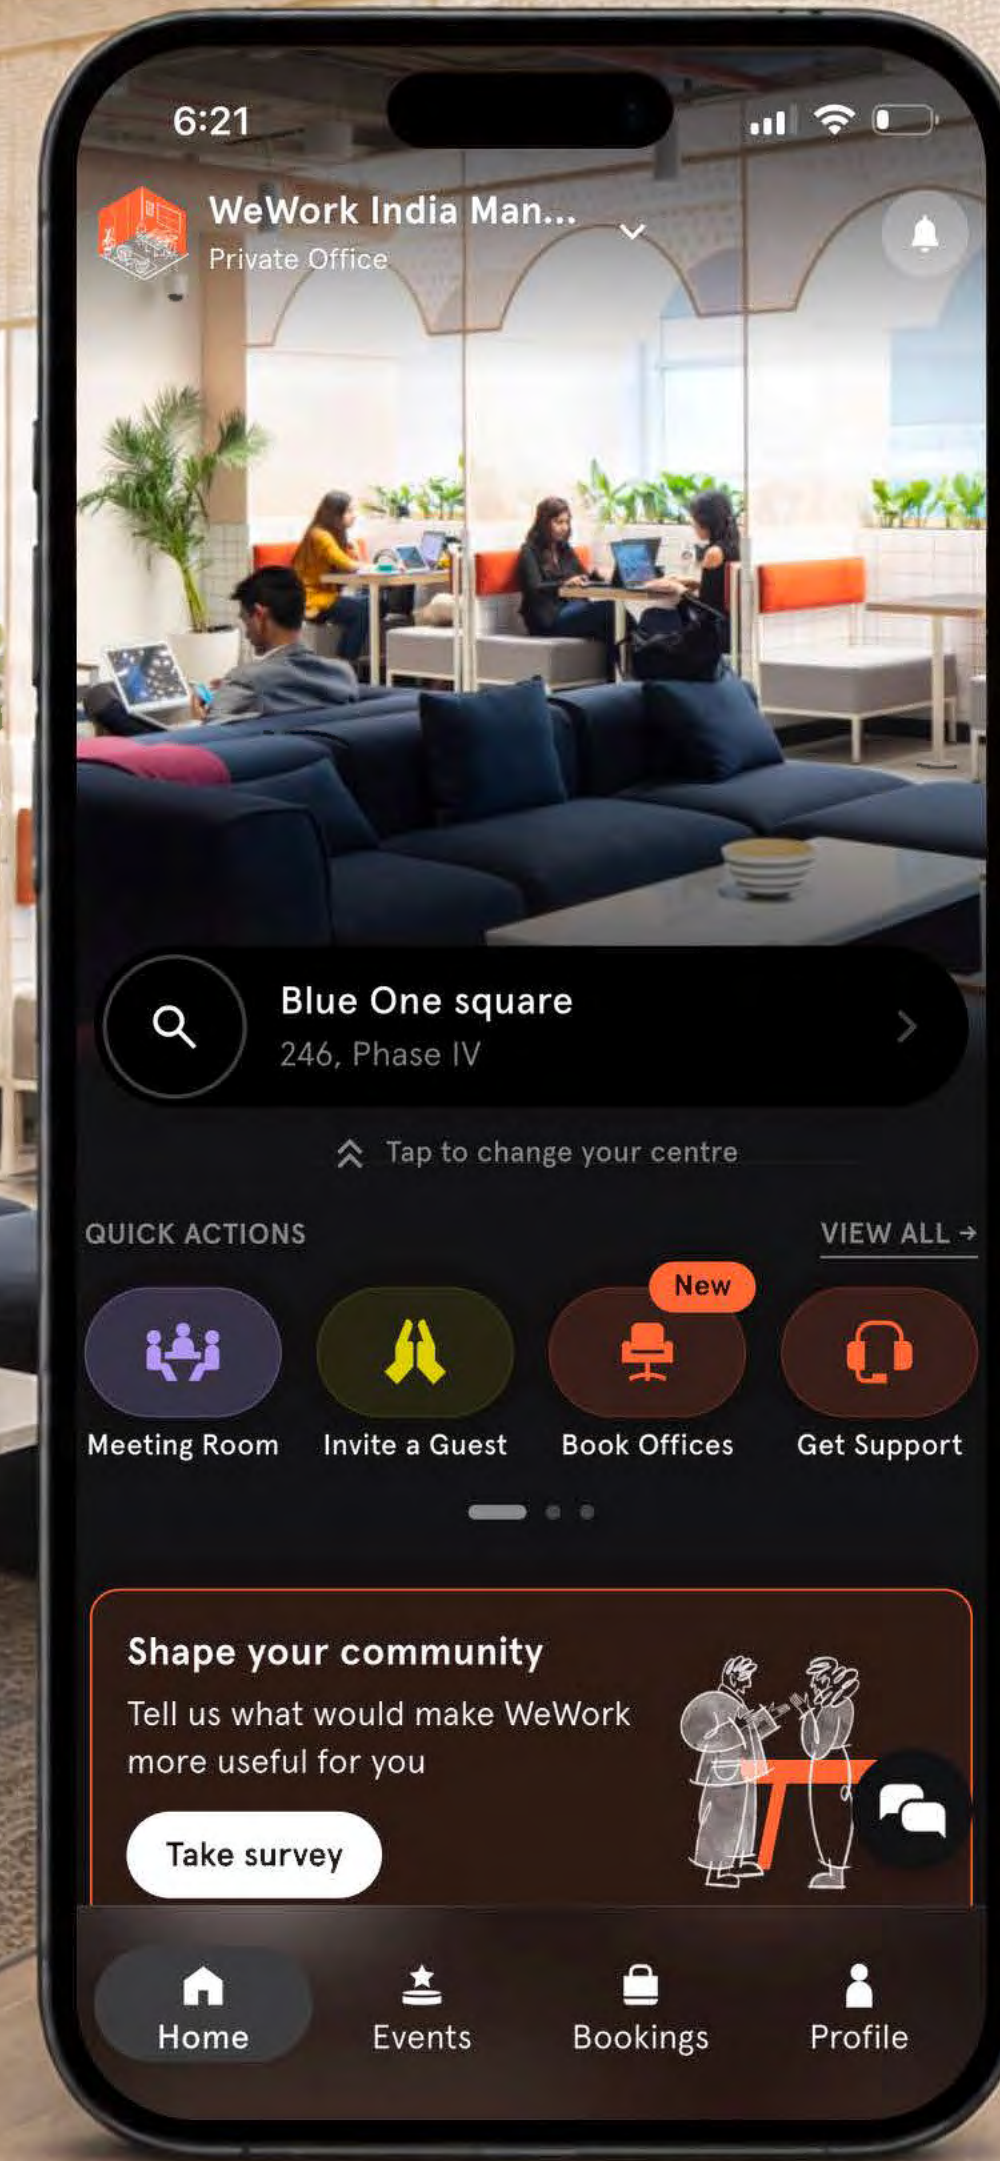 6:21
WeWork India Man...
Private Office
Blue One square
246, Phase IV
Tap to change your centre
QUICK ACTIONS
VIEW ALL →
New
Meeting Room
Invite a Guest
Book Offices
Get Support
Shape your community
Tell us what would make WeWork
more useful for you
Take survey
Home
Events
Bookings
Profile